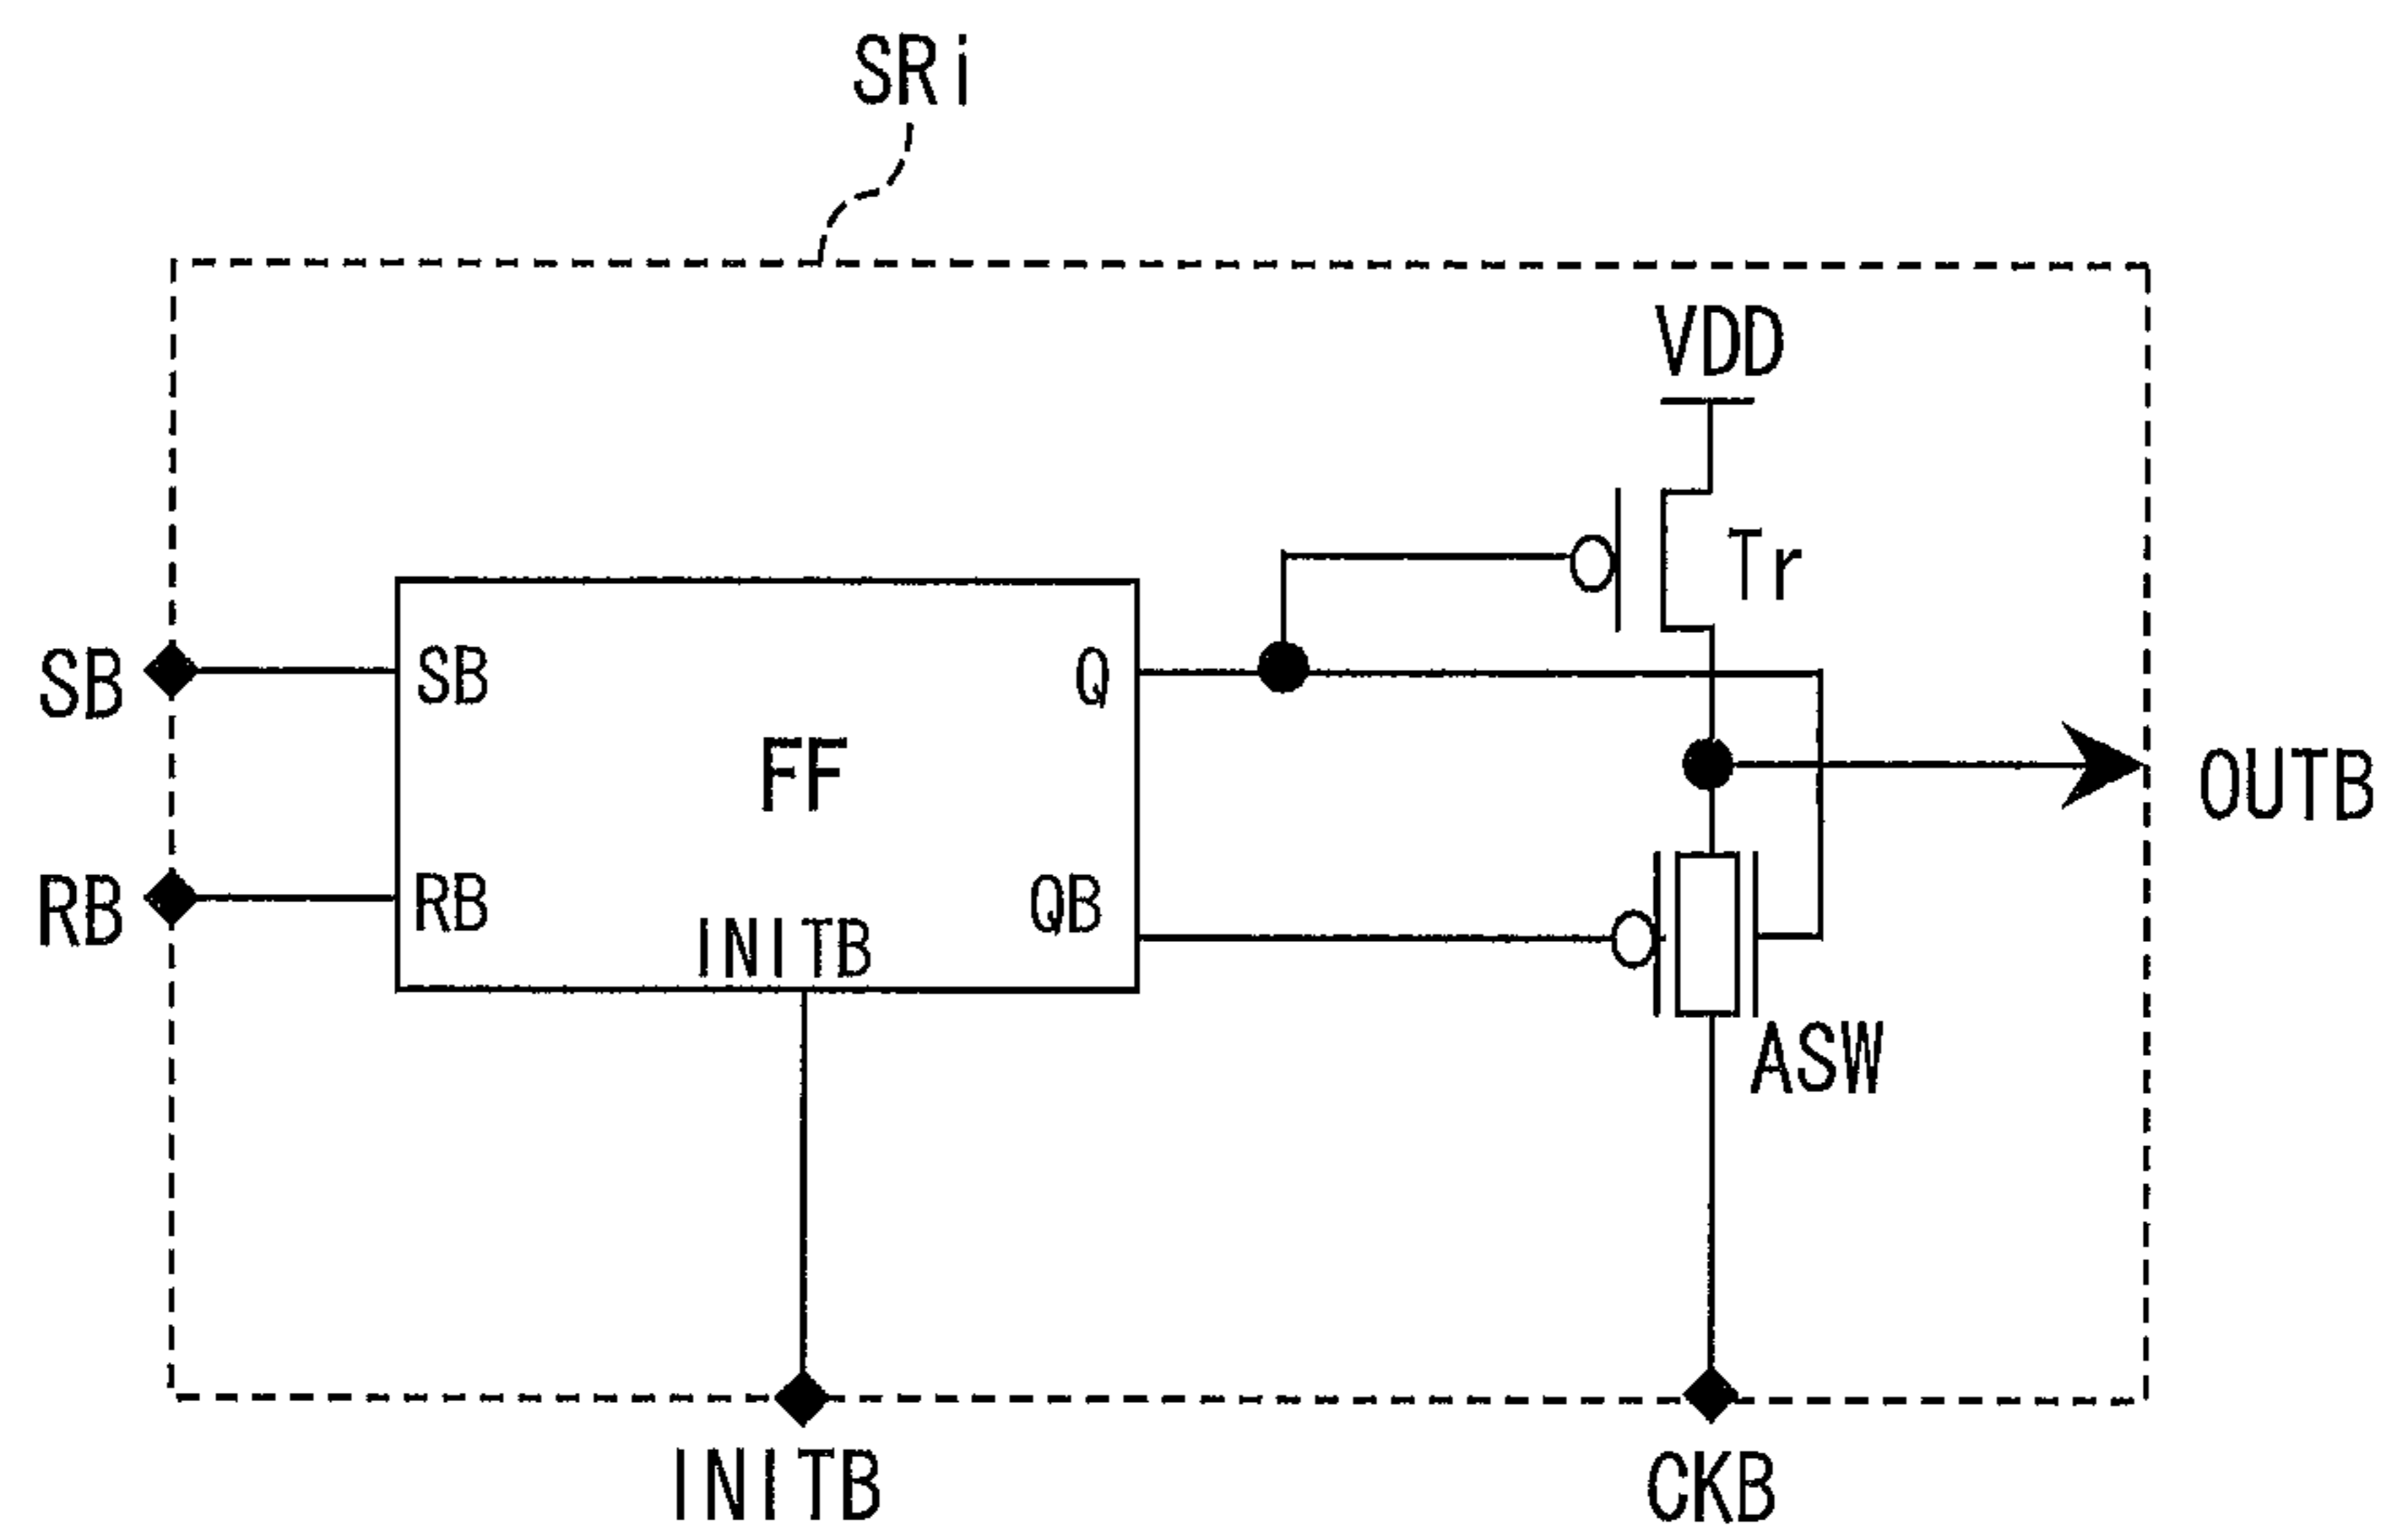 SRi
VDD
Tr
SB
SB
Q
FF
OUTB
RB
RB
QB
INITB
ASW
INITB
CKB